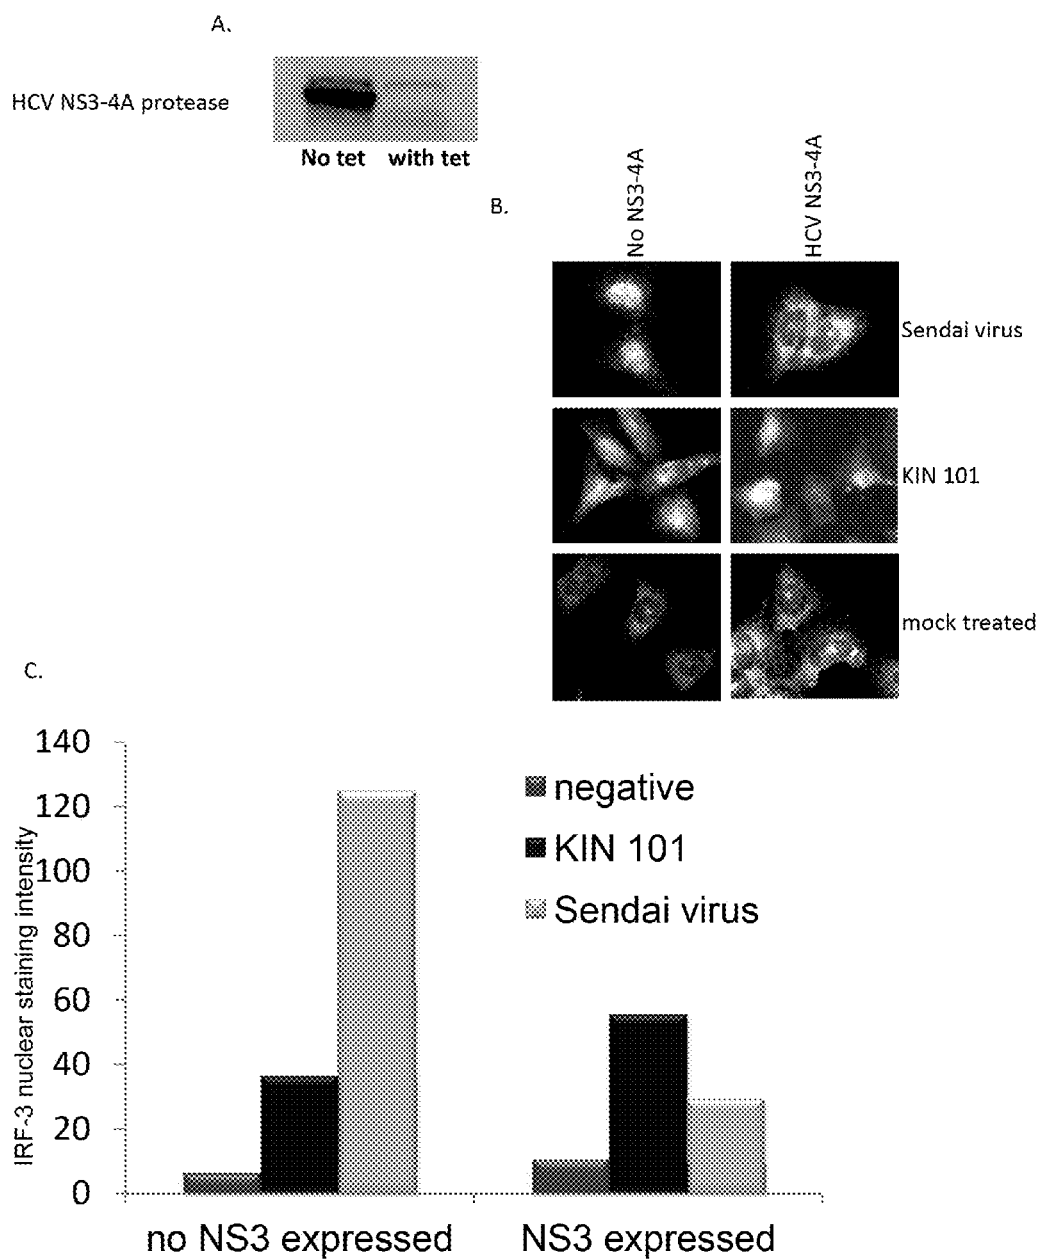 A.
HCV NS3-4A protease
No tet with tet
B.
No NS3-4A
HCV NS3-4A
Sendai virus
KIN 101
mock treated
C.
IRF-3 nuclear staining intensity
140
120
100
80
60
40
20
0
negative
KIN 101
Sendai virus
no NS3 expressed
NS3 expressed